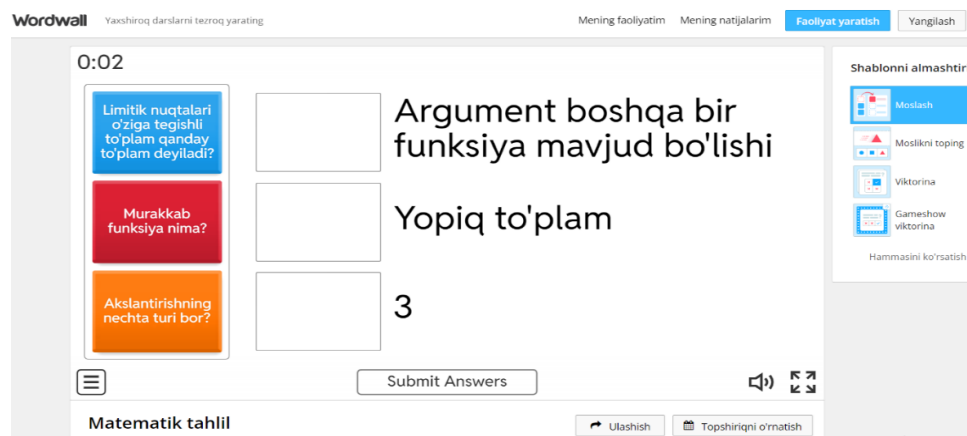 Wordwall Yaxshiroq darslarni tezroq yarating Mening faoliyatim Mening natijalarim Faoliyat yaratish Yangilash
0:02
Limitik nuqtalari
o'ziga tegishli
to'plam qanday
to'plam deyiladi?
Argument boshqa bir
funksiya mavjud bo'lishi
Murakkab
funksiya nima?
Yopiq to'plam
Akslantirishning
nechta turi bor?
3
Submit Answers
Matematik tahlil
Ulashish
Topshiriqni o'rnatish
Shablonni almashtir
Moslash
Moslikni toping
Viktorina
Gameshow
viktorina
Hammasini ko'rsatish